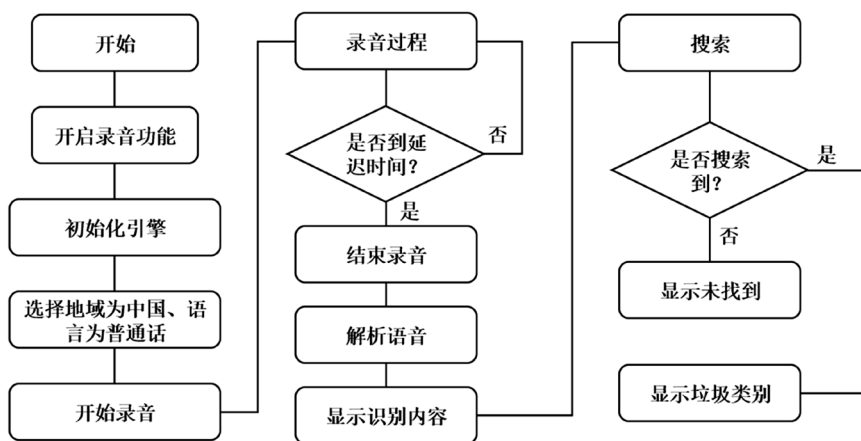 开始
开启录音功能
初始化引擎
选择地域为中国、语
言为普通话
开始录音
录音过程
是否到延
迟时间?
否
是
结束录音
解析语音
显示识别内容
搜索
是否搜索
到?
是
否
显示未找到
显示垃圾类别